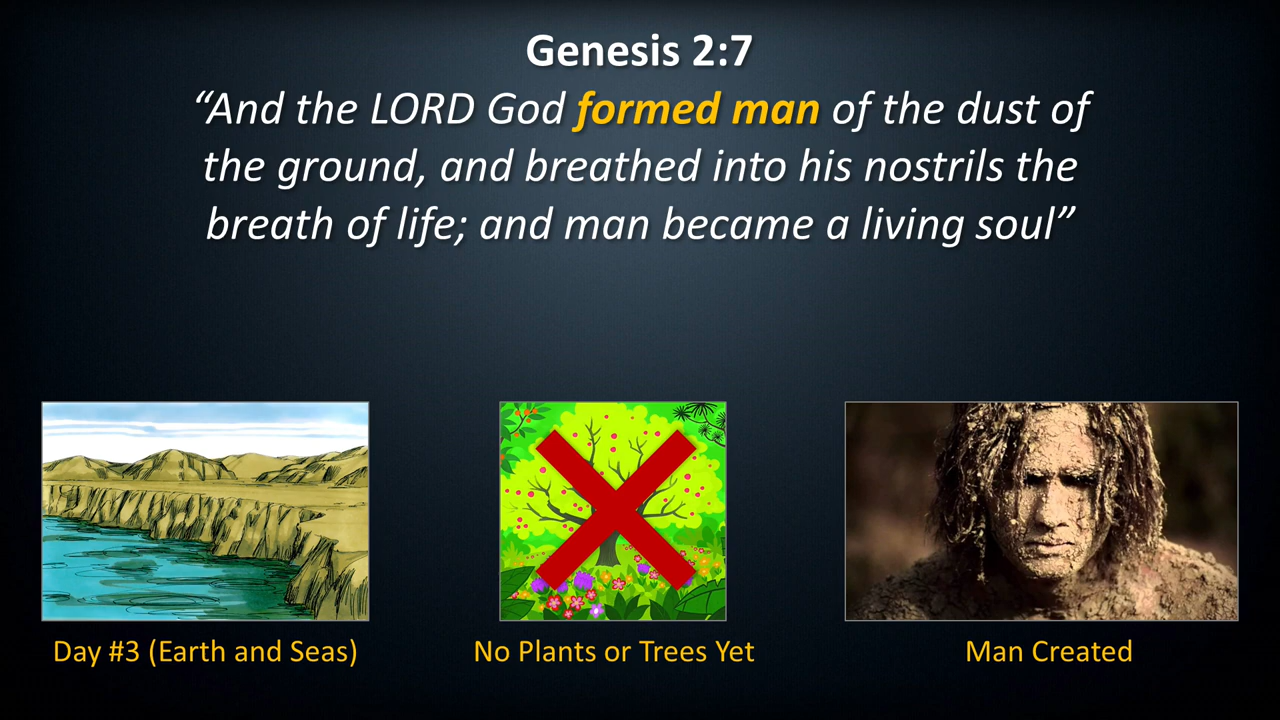 Genesis 2:7
“And the LORD God formed man of the dust of
the ground, and breathed into his nostrils the
breath of life; and man became a living soul”
Day #3 (Earth and Seas)
No Plants or Trees Yet
Man Created